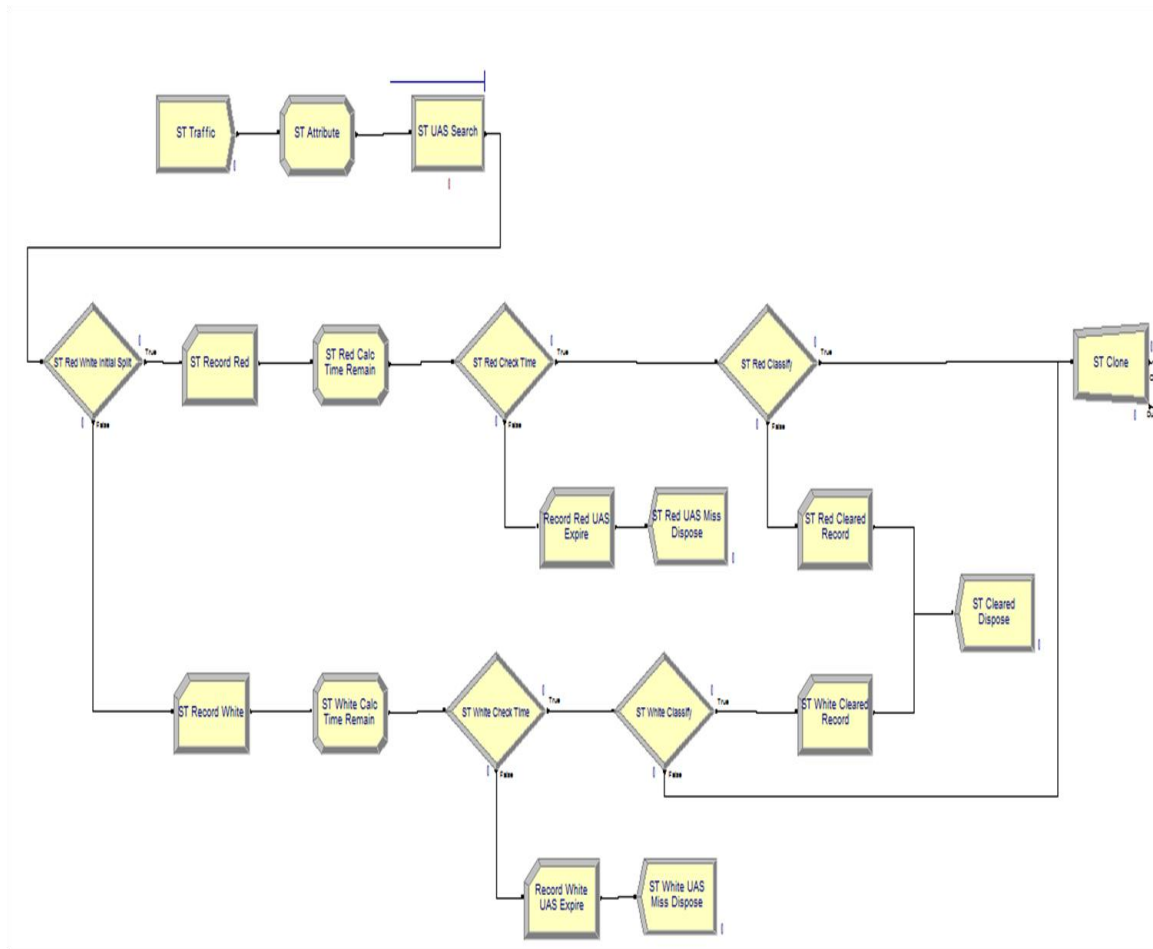 ST Traffic
ST Attribute
ST UAS Search
ST Red White Initial Split
True
False
ST Record Red
ST Red Calc
Time Remain
ST Red Check Time
True
False
ST Red Classify
True
False
ST Clone
Record Red UAS
Expire
ST Red UAS Miss
Dispose
ST Red Cleared
Record
ST Cleared
Dispose
ST Record White
ST White Calc
Time Remain
ST White Check Time
True
False
ST White Classify
True
False
ST White Cleared
Record
Record White
UAS Expire
ST White UAS
Miss Dispose